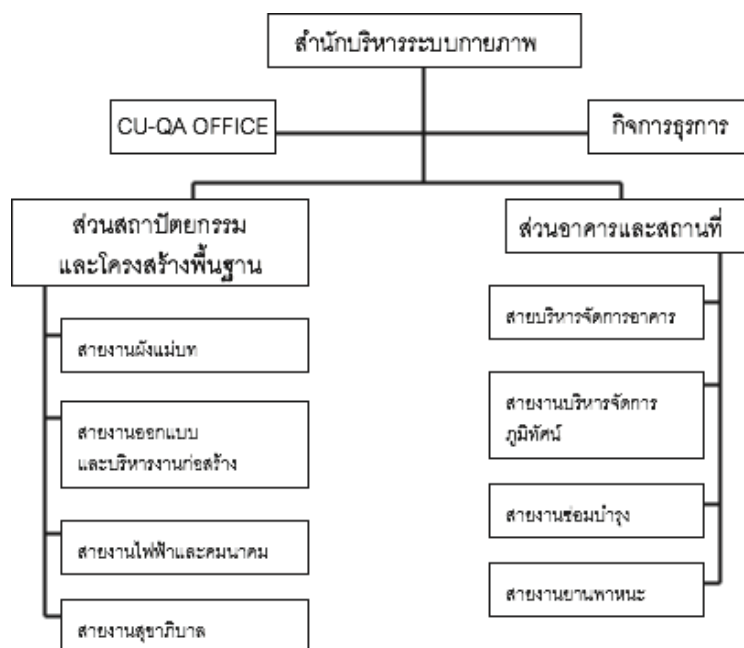 สำนักบริหารระบบกายภาพ
CU-QA OFFICE
กิจการธุรการ
ส่วนสถาปัตยกรรม
และโครงสร้างพื้นฐาน
สายงานผังแม่บท
สายงานออกแบบ
และบริหารงานก่อสร้าง
สายงานไฟฟ้าและคมนาคม
สายงานสุขาภิบาล
ส่วนอาคารและสถานที่
สายบริหารจัดการอาคาร
สายงานบริหารจัดการ
ภูมิทัศน์
สายงานซ่อมบำรุง
สายงานยานพาหนะ